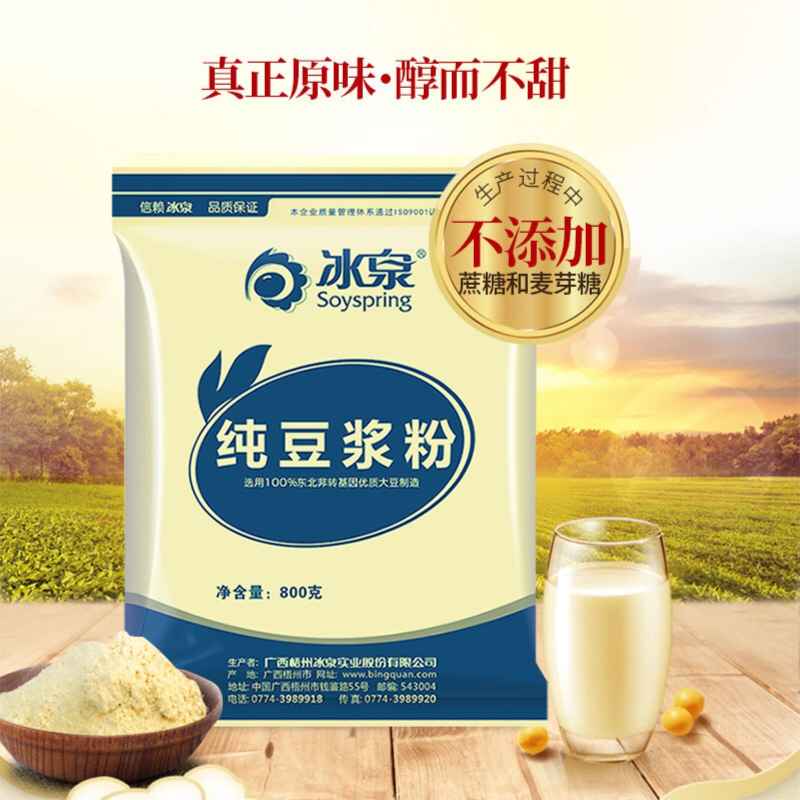 真正原味·醇而不甜
信赖冰泉 品质保证
本企业质量管理体系通过ISO9001
生产过程中
不添加
蔗糖和麦芽糖
冰泉®
Soyspring
纯豆浆粉
选用100%东北非转基因优质大豆制造
净含量：800克
生产者：广西梧州冰泉实业股份有限公司
产 地：广西梧州市 网址：www.bingquan.com
地址：中国广西梧州市钱鉴路55号 邮编：543004
电话：0774-3989918 传真：0774-3989920